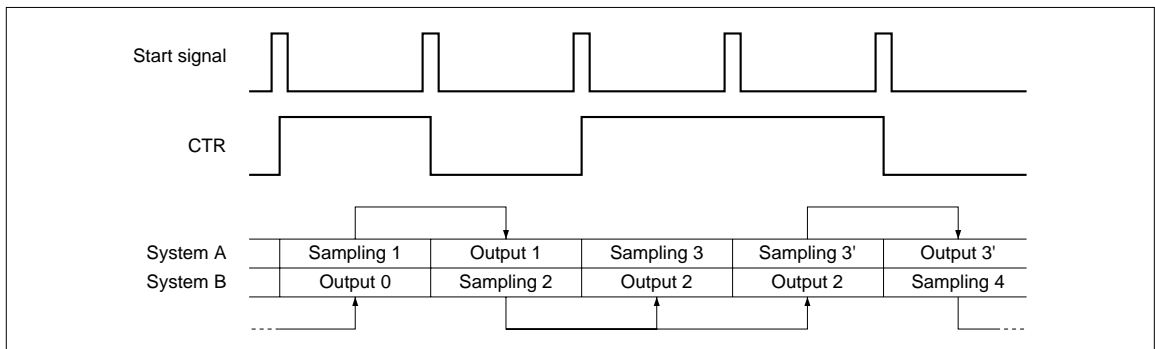 Start signal
CTR
System A Sampling 1 Output 1 Sampling 3 Sampling 3' Output 3'
System B Output 0 Sampling 2 Output 2 Output 2 Sampling 4